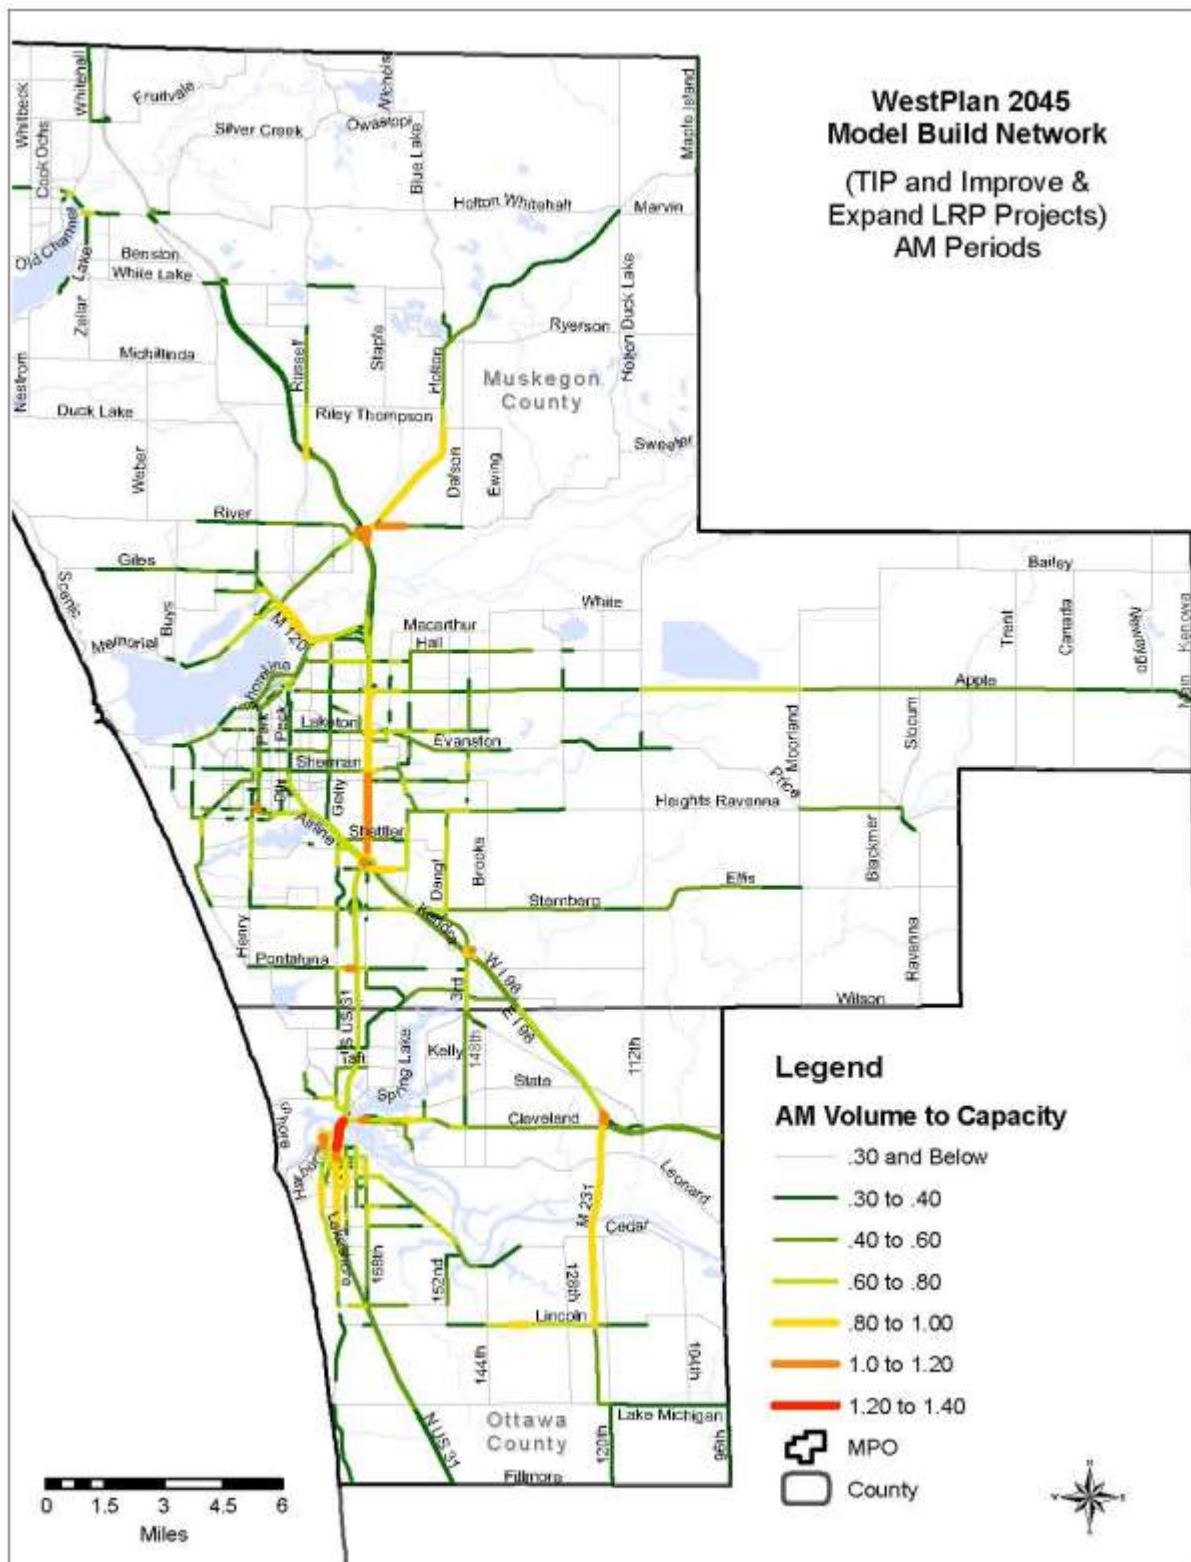 WestPlan 2045
Model Build Network
(TIP and Improve &
Expand LRP Projects)
AM Periods
Whitbeck
Cook Ochs
Whitehall
Fruitvale
Silver Creek
Owasippi
Nichols
Blue Lake
Maple Island
Old Channel
Zellar
Lake
Benston
White Lake
Holton Whitehall
Marvin
Nestrom
Michillinda
Duck Lake
Weber
Russell
Staple
Holton
Ryerson
Holton Duck Lake
Muskegon
County
Riley Thompson
Dalson
Ewing
Sweeter
River
Giles
Scenic
Memorial
Buys
M 120
Shoreline
Macarthur
Hall
White
Bailey
Trent
Canada
Newaygo
Kenowa
Main
Apple
Park
Peck
Laketon
Evanston
Sherman
Getty
Airline
Shettler
Moorland
Price
Slocum
Heights Ravenna
Blackmer
Dangl
Brooks
Ellis
Sternberg
Henry
Kendra
Pontaluna
3rd
W I 96
E I 96
Ravenna
Wilson
S US 31
Taft
Spring Lake
Kelly
148th
State
112th
Cleveland
Leonard
Shore
Harbor
Lakeshore
168th
152nd
M 231
Cedar
128th
Lincoln
144th
104th
Ottawa
County
N US 31
Lake Michigan
120th
96th
Fillmore
Legend
AM Volume to Capacity
.30 and Below
.30 to .40
.40 to .60
.60 to .80
.80 to 1.00
1.0 to 1.20
1.20 to 1.40
MPO
County
0 1.5 3 4.5 6
Miles
N
W E
S